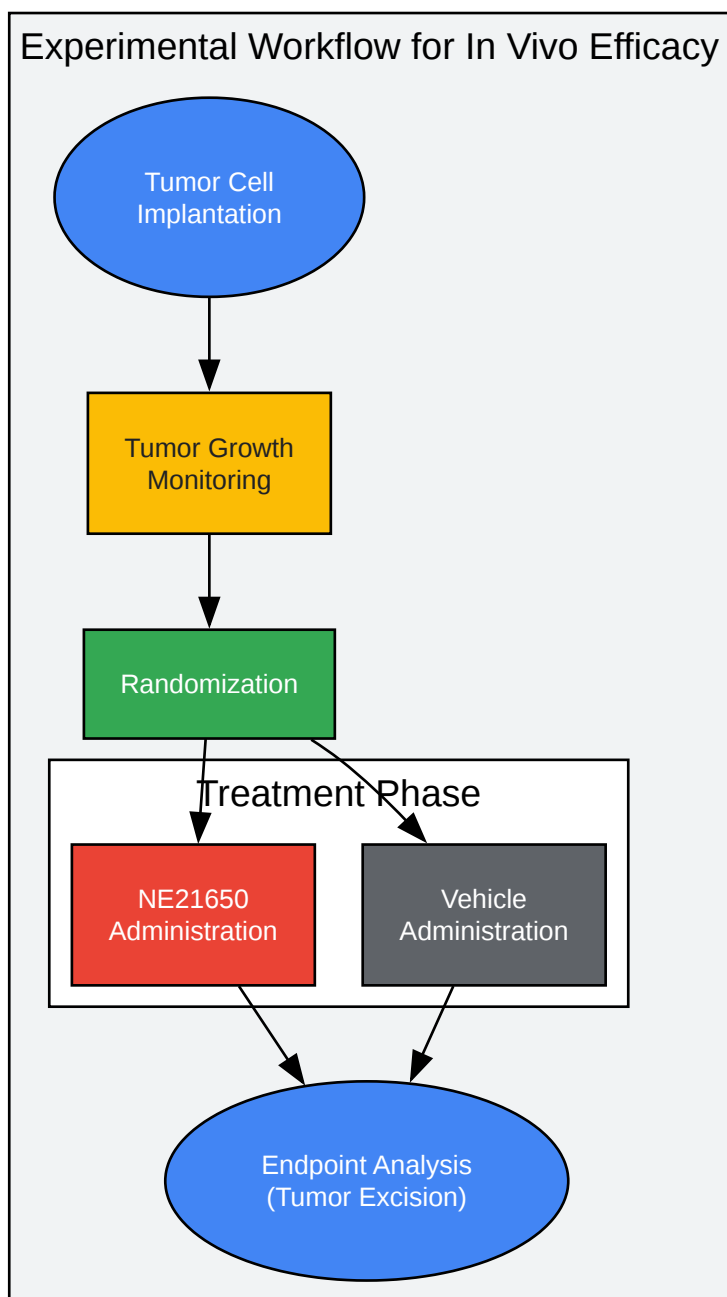 Experimental Workflow for In Vivo Efficacy
Tumor Cell
Implantation
Tumor Growth
Monitoring
Randomization
Treatment Phase
NE21650
Administration
Vehicle
Administration
Endpoint Analysis
(Tumor Excision)